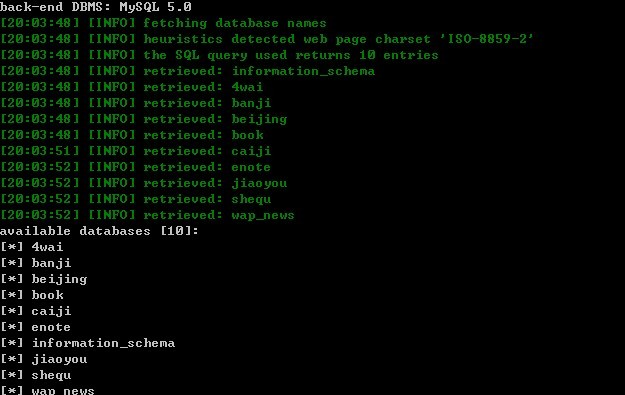 back-end DBMS: MySQL 5.0
[20:03:48] [INFO] fetching database names
[20:03:48] [INFO] heuristics detected web page charset 'ISO-8859-2'
[20:03:48] [INFO] the SQL query used returns 10 entries
[20:03:48] [INFO] retrieved: information_schema
[20:03:48] [INFO] retrieved: 4wai
[20:03:48] [INFO] retrieved: banji
[20:03:48] [INFO] retrieved: beijing
[20:03:48] [INFO] retrieved: book
[20:03:51] [INFO] retrieved: caiji
[20:03:52] [INFO] retrieved: enote
[20:03:52] [INFO] retrieved: jiaoyou
[20:03:52] [INFO] retrieved: shequ
[20:03:52] [INFO] retrieved: wap_news
available databases [10]:
[*] 4wai
[*] banji
[*] beijing
[*] book
[*] caiji
[*] enote
[*] information_schema
[*] jiaoyou
[*] shequ
[*] wap_news